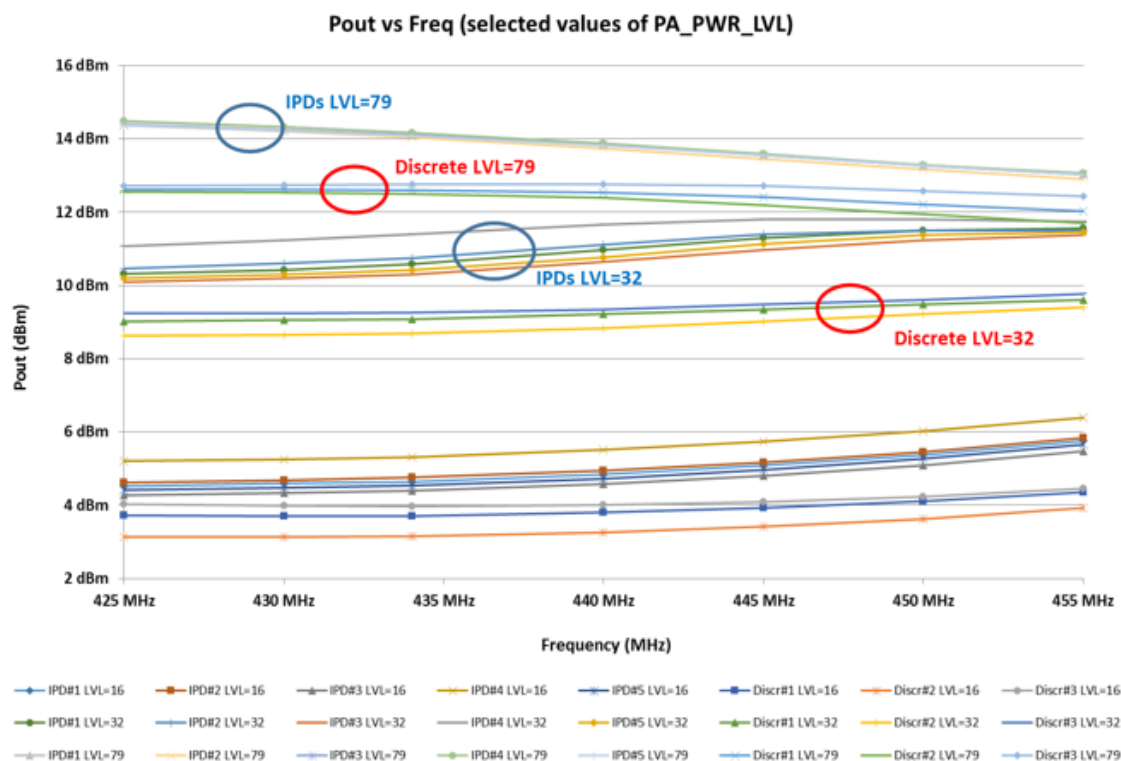 Pout vs Freq (selected values of PA_PWR_LVL)
16 dBm
14 dBm
12 dBm
10 dBm
8 dBm
6 dBm
4 dBm
2 dBm
Pout (dBm)
IPDs LVL=79
Discrete LVL=79
IPDs LVL=32
Discrete LVL=32
425 MHz 430 MHz 435 MHz 440 MHz 445 MHz 450 MHz 455 MHz
Frequency (MHz)
IPD#1 LVL=16 IPD#2 LVL=16 IPD#3 LVL=16 IPD#4 LVL=16 IPD#5 LVL=16 Discr#1 LVL=16 Discr#2 LVL=16 Discr#3 LVL=16
IPD#1 LVL=32 IPD#2 LVL=32 IPD#3 LVL=32 IPD#4 LVL=32 IPD#5 LVL=32 Discr#1 LVL=32 Discr#2 LVL=32 Discr#3 LVL=32
IPD#1 LVL=79 IPD#2 LVL=79 IPD#3 LVL=79 IPD#4 LVL=79 IPD#5 LVL=79 Discr#1 LVL=79 Discr#2 LVL=79 Discr#3 LVL=79